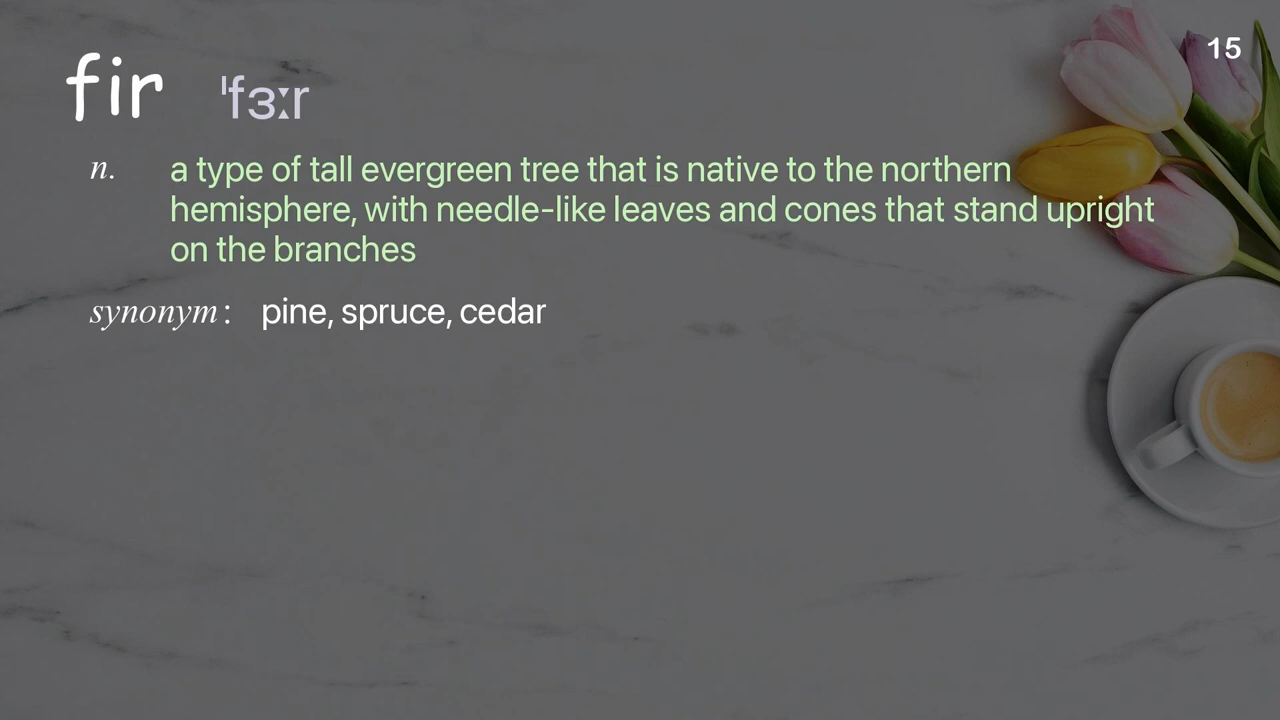 15
fir ˈfɜːr
n. a type of tall evergreen tree that is native to the northern
hemisphere, with needle-like leaves and cones that stand upright
on the branches
synonym: pine, spruce, cedar